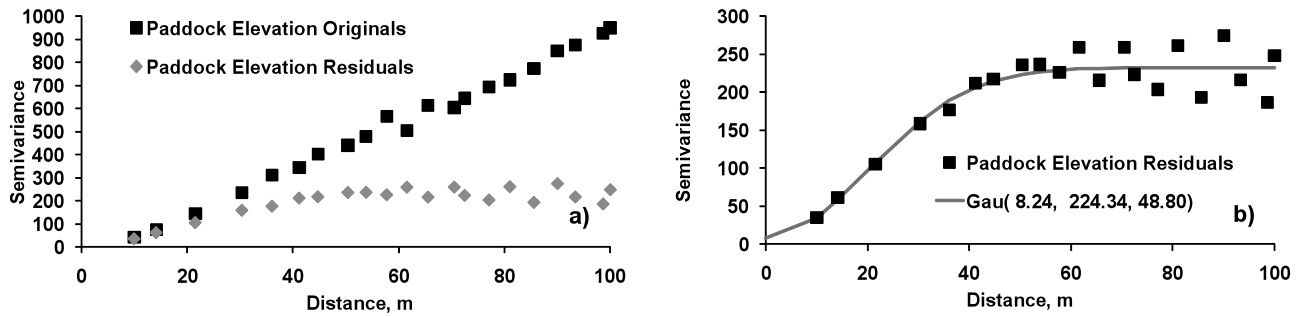 1000
900
800
700
600
500
400
300
200
100
0
Semivariance
Paddock Elevation Originals
Paddock Elevation Residuals
a)
0 20 40 60 80 100
Distance, m
300
250
200
150
100
50
0
Semivariance
Paddock Elevation Residuals
Gau( 8.24, 224.34, 48.80)
b)
0 20 40 60 80 100
Distance, m